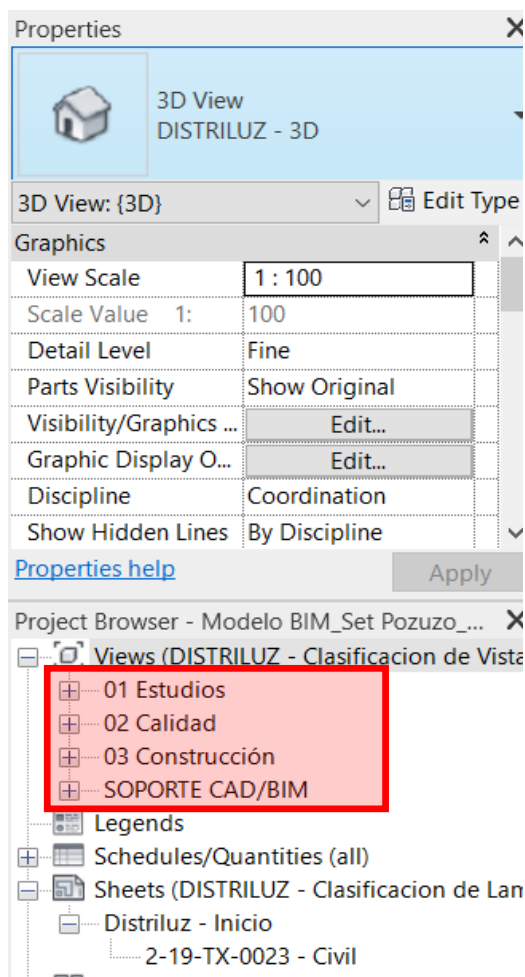 Properties
3D View
DISTRILUZ - 3D
3D View: {3D}
Edit Type
Graphics
View Scale 1 : 100
Scale Value 1: 100
Detail Level Fine
Parts Visibility Show Original
Visibility/Graphics ... Edit...
Graphic Display O... Edit...
Discipline Coordination
Show Hidden Lines By Discipline
Properties help Apply
Project Browser - Modelo BIM_Set Pozuzo_...
Views (DISTRILUZ - Clasificacion de Vista
01 Estudios
02 Calidad
03 Construcción
SOPORTE CAD/BIM
Legends
Schedules/Quantities (all)
Sheets (DISTRILUZ - Clasificacion de Lam
Distriluz - Inicio
2-19-TX-0023 - Civil